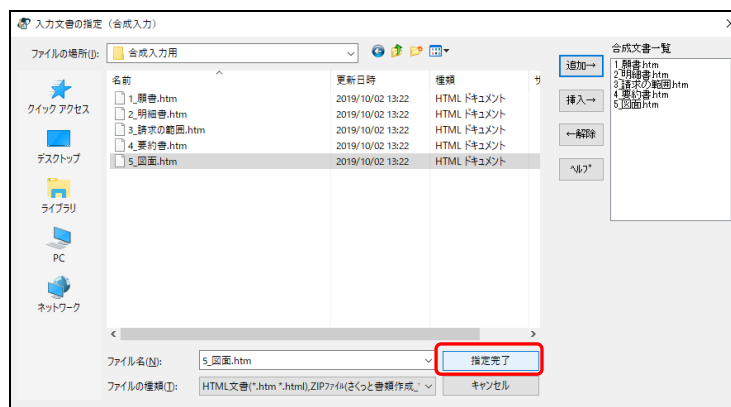 入力文書の指定（合成入力）
ファイルの場所(I):
合成入力用
名前
更新日時
種類
サ
1_願書.htm
2019/10/02 13:22
HTML ドキュメント
2_明細書.htm
2019/10/02 13:22
HTML ドキュメント
3_請求の範囲.htm
2019/10/02 13:22
HTML ドキュメント
4_要約書.htm
2019/10/02 13:22
HTML ドキュメント
5_図面.htm
2019/10/02 13:22
HTML ドキュメント
クイック アクセス
デスクトップ
ライブラリ
PC
ネットワーク
ファイル名(N):
5_図面.htm
指定完了
ファイルの種類(T):
HTML文書(*.htm *.html),ZIPファイル(さくっと書類作成_
キャンセル
追加→
挿入→
←解除
ヘルプ
合成文書一覧
1_願書.htm
2_明細書.htm
3_請求の範囲.htm
4_要約書.htm
5_図面.htm